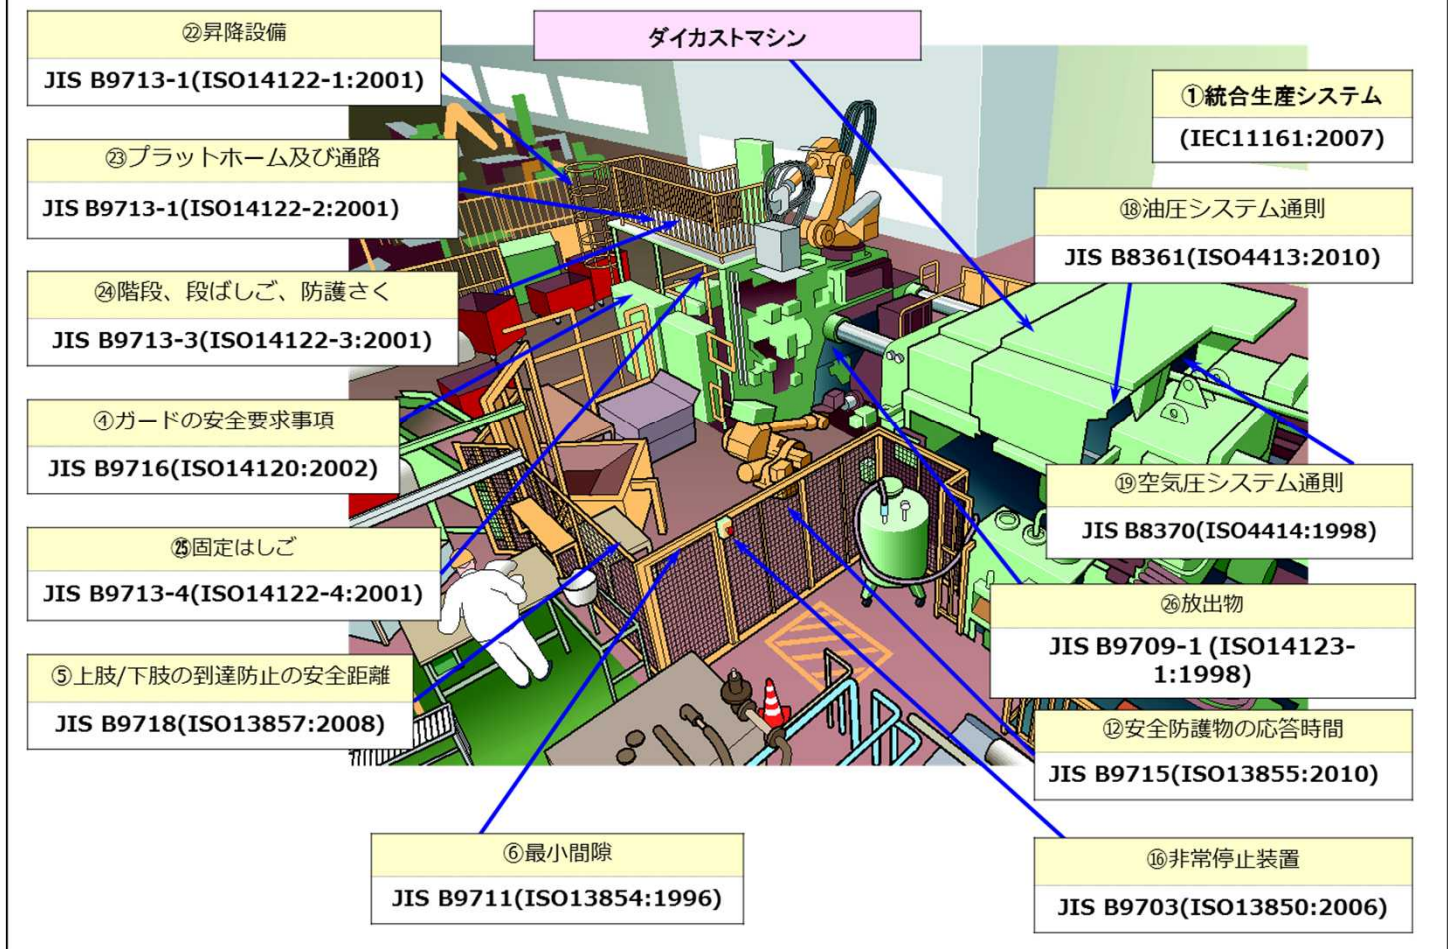 ㉒昇降設備
JIS B9713-1(ISO14122-1:2001)
㉓プラットホーム及び通路
JIS B9713-1(ISO14122-2:2001)
㉔階段、段ばしご、防護さく
JIS B9713-3(ISO14122-3:2001)
④ガードの安全要求事項
JIS B9716(ISO14120:2002)
㉕固定はしご
JIS B9713-4(ISO14122-4:2001)
⑤上肢/下肢の到達防止の安全距離
JIS B9718(ISO13857:2008)
⑥最小間隙
JIS B9711(ISO13854:1996)
ダイカストマシン
①統合生産システム
(IEC11161:2007)
⑱油圧システム通則
JIS B8361(ISO4413:2010)
⑲空気圧システム通則
JIS B8370(ISO4414:1998)
㉖放出物
JIS B9709-1 (ISO14123-
1:1998)
⑫安全防護物の応答時間
JIS B9715(ISO13855:2010)
⑯非常停止装置
JIS B9703(ISO13850:2006)